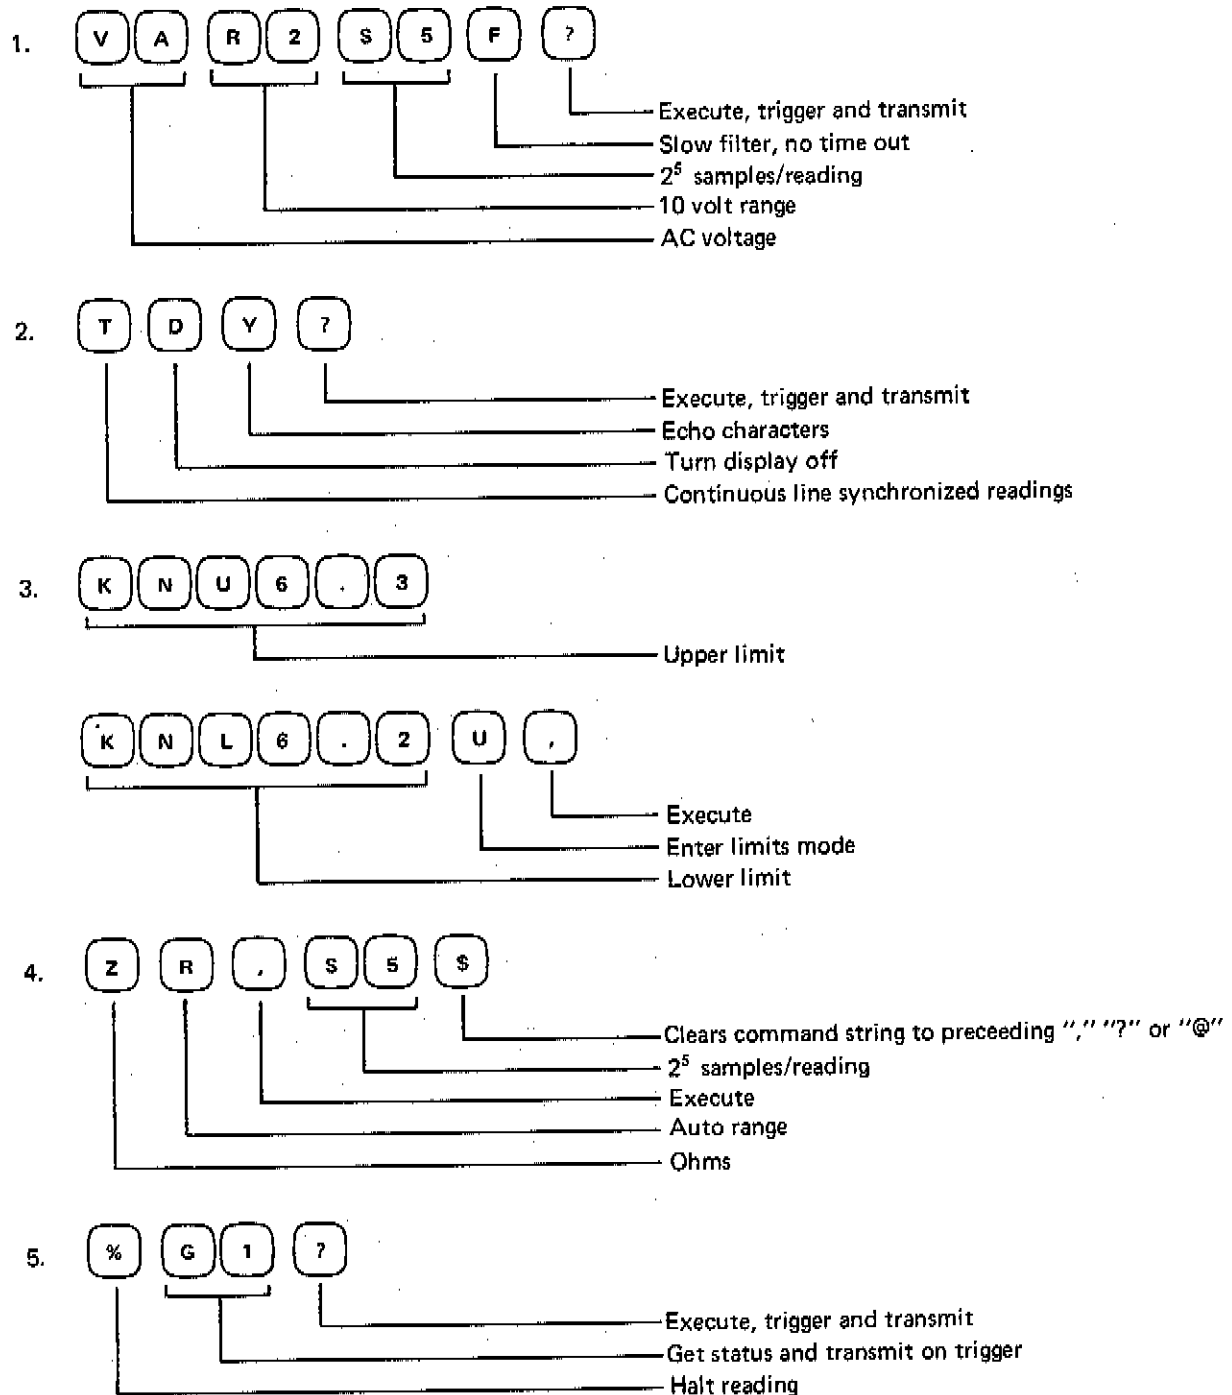 1. V A R 2 S 5 F ?
Execute, trigger and transmit
Slow filter, no time out
2⁵ samples/reading
10 volt range
AC voltage
2. T D Y ?
Execute, trigger and transmit
Echo characters
Turn display off
Continuous line synchronized readings
3. K N U 6 . 3
Upper limit
K N L 6 . 2 U ,
Execute
Enter limits mode
Lower limit
4. Z R , S 5 $
Clears command string to preceeding "," "?" or "@"
2⁵ samples/reading
Execute
Auto range
Ohms
5. % G 1 ?
Execute, trigger and transmit
Get status and transmit on trigger
Halt reading